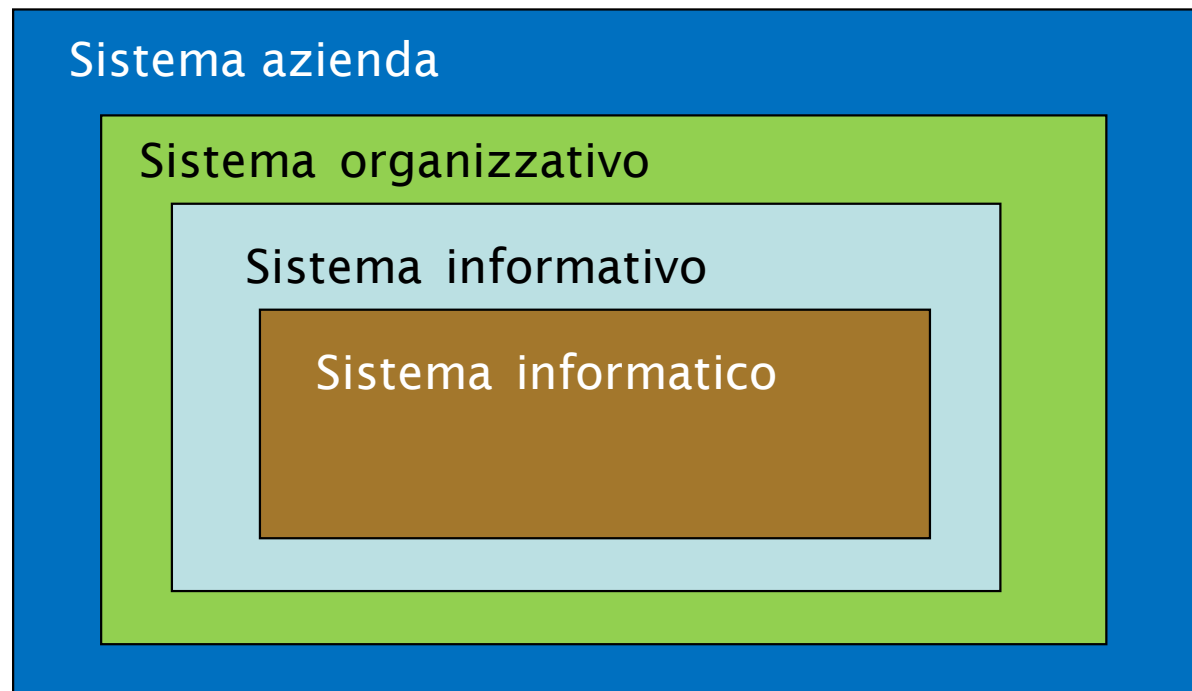 Sistema azienda
Sistema organizzativo
Sistema informativo
Sistema informatico